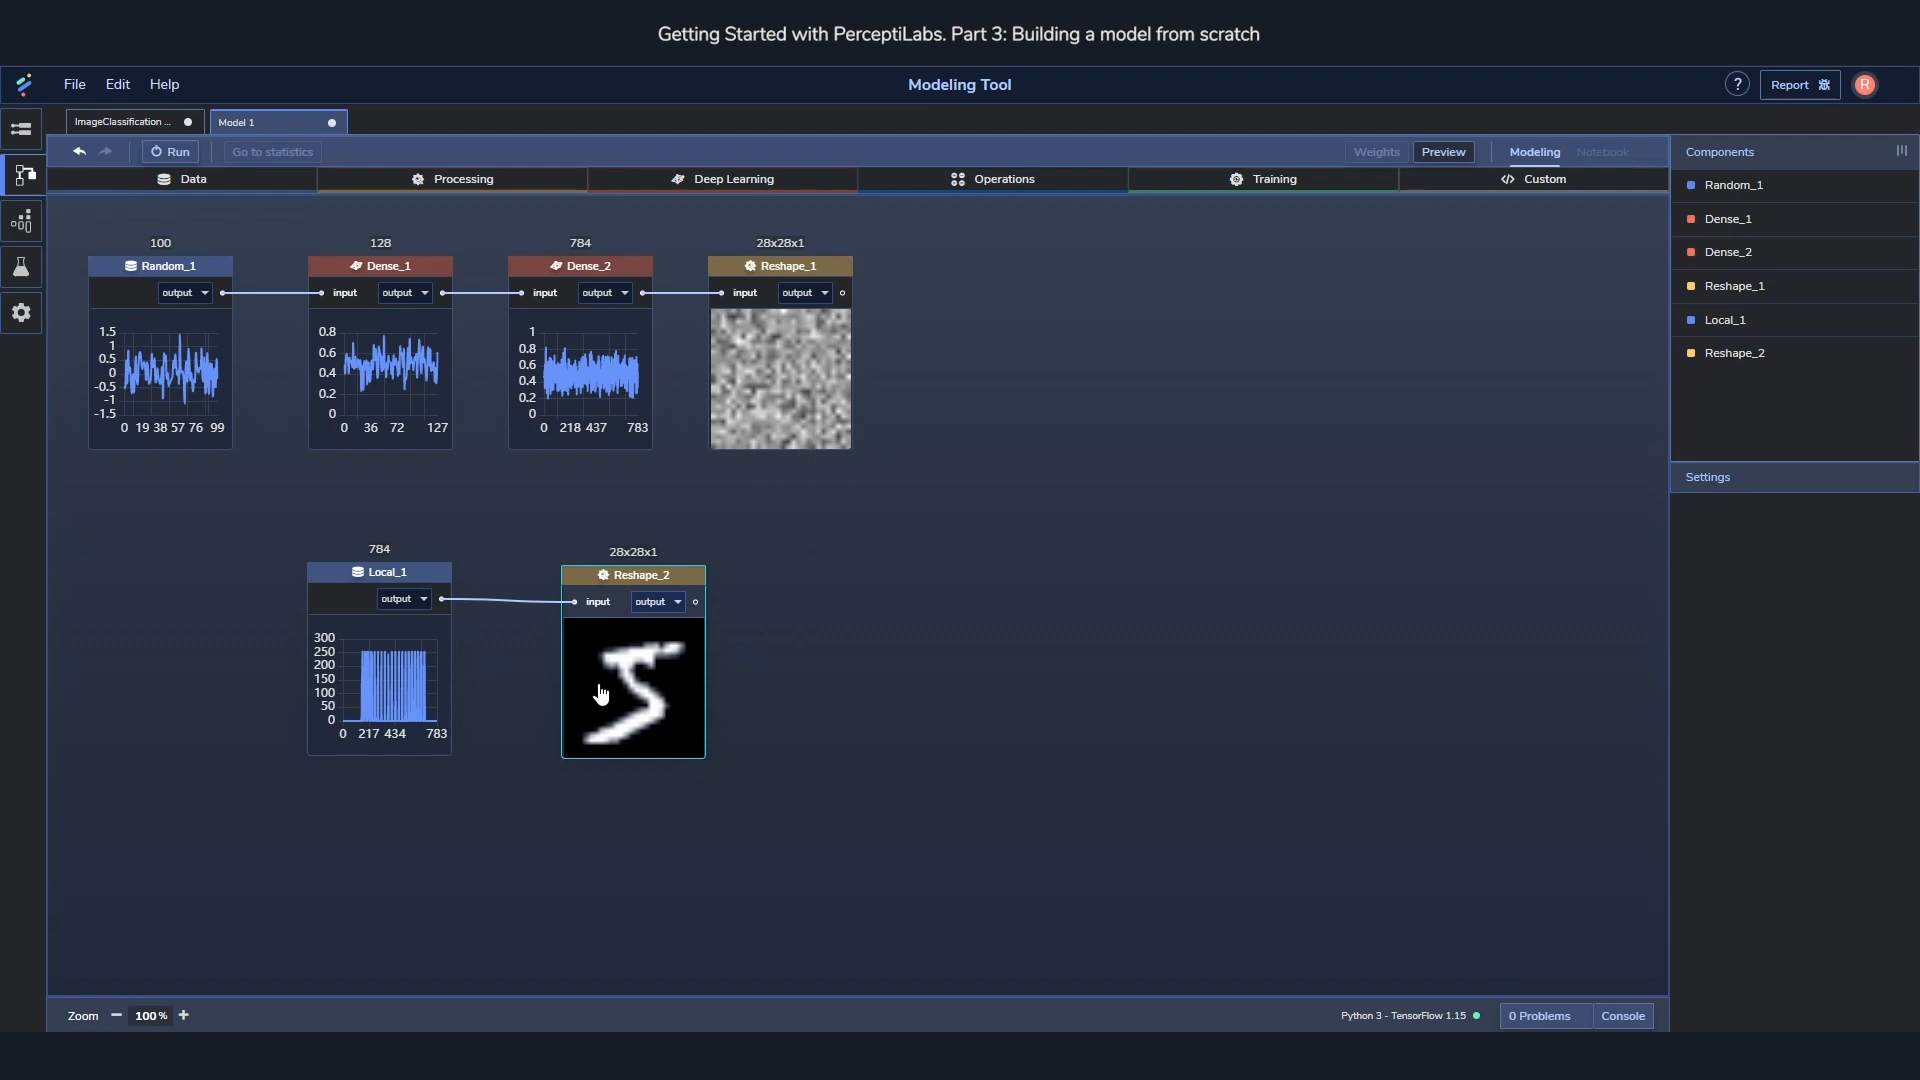 Getting Started with PerceptiLabs. Part 3: Building a model from scratch
File Edit Help
Modeling Tool
? Report R
ImageClassification ...
Model 1
Run
Go to statistics
Weights
Preview
Modeling
Notebook
Data
Processing
Deep Learning
Operations
Training
Custom
Components
Random_1
Dense_1
Dense_2
Reshape_1
Local_1
Reshape_2
Settings
100
Random_1
output
1.5
1
0.5
0
-0.5
-1
-1.5
0 19 38 57 76 99
128
Dense_1
input output
0.8
0.6
0.4
0.2
0
0 36 72 127
784
Dense_2
input output
1
0.8
0.6
0.4
0.2
0
0 218 437 783
28x28x1
Reshape_1
input output
784
Local_1
output
300
250
200
150
100
50
0
0 217 434 783
28x28x1
Reshape_2
input output
5
Zoom − 100% +
Python 3 - TensorFlow 1.15
0 Problems
Console